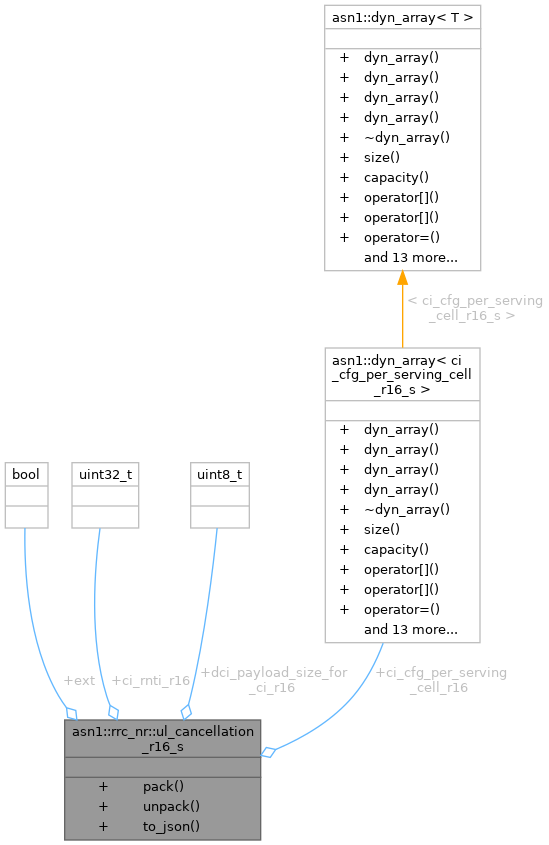 asn1::dyn_array< T >
+ dyn_array()
+ dyn_array()
+ dyn_array()
+ dyn_array()
+ ~dyn_array()
+ size()
+ capacity()
+ operator[]()
+ operator[]()
+ operator=()
and 13 more...
< ci_cfg_per_serving
_cell_r16_s >
asn1::dyn_array< ci
_cfg_per_serving_cell
_r16_s >
+ dyn_array()
+ dyn_array()
+ dyn_array()
+ dyn_array()
+ ~dyn_array()
+ size()
+ capacity()
+ operator[]()
+ operator[]()
+ operator=()
and 13 more...
bool
uint32_t
uint8_t
+ext
+ci_rnti_r16
+dci_payload_size_for
_ci_r16
+ci_cfg_per_serving
_cell_r16
asn1::rrc_nr::ul_cancellation
_r16_s
+ pack()
+ unpack()
+ to_json()